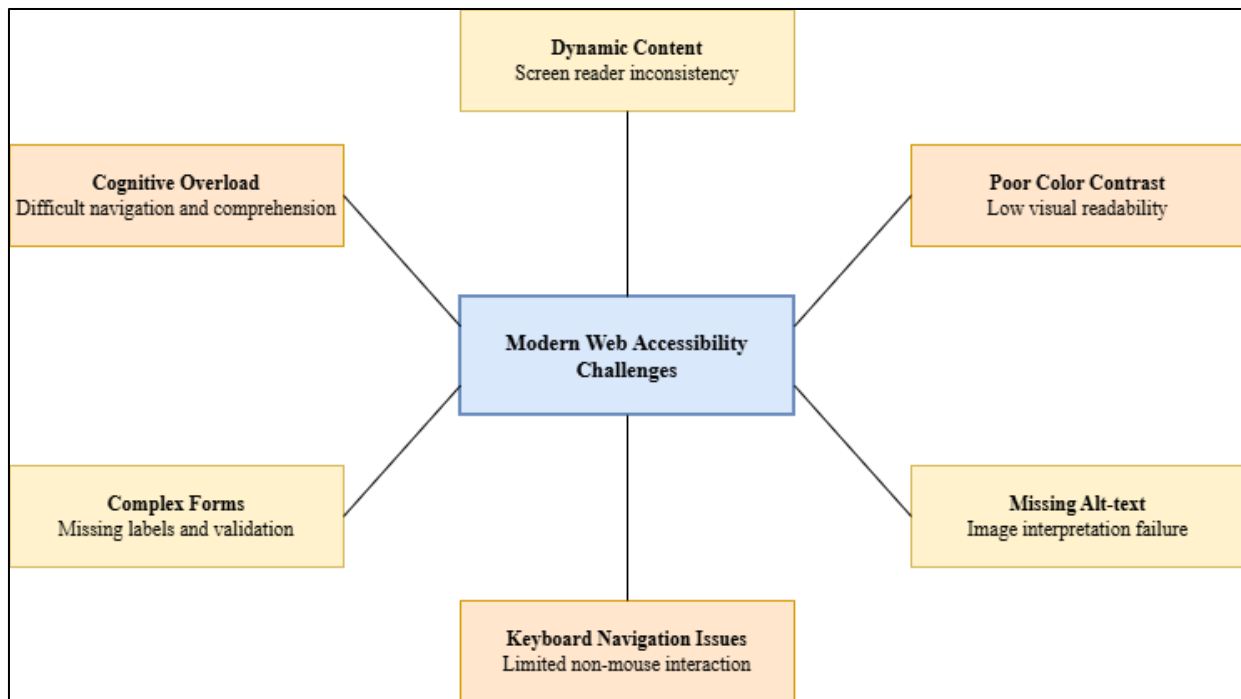 Dynamic Content
Screen reader inconsistency
Cognitive Overload
Difficult navigation and comprehension
Poor Color Contrast
Low visual readability
Modern Web Accessibility
Challenges
Complex Forms
Missing labels and validation
Missing Alt-text
Image interpretation failure
Keyboard Navigation Issues
Limited non-mouse interaction